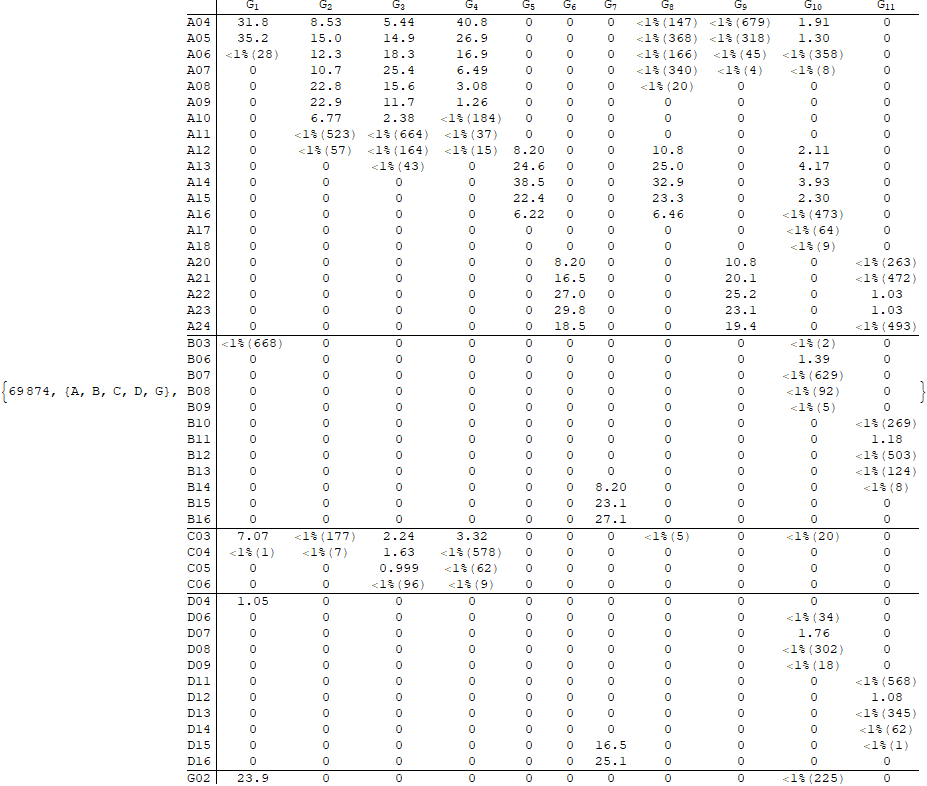 G1 G2 G3 G4 G5 G6 G7 G8 G9 G10 G11
A04 31.8 8.53 5.44 40.8 0 0 0 <1%(147) <1%(679) 1.91 0
A05 35.2 15.0 14.9 26.9 0 0 0 <1%(368) <1%(318) 1.30 0
A06 <1%(28) 12.3 18.3 16.9 0 0 0 <1%(166) <1%(45) <1%(358) 0
A07 0 10.7 25.4 6.49 0 0 0 <1%(340) <1%(4) <1%(8) 0
A08 0 22.8 15.6 3.08 0 0 0 <1%(20) 0 0 0
A09 0 22.9 11.7 1.26 0 0 0 0 0 0 0
A10 0 6.77 2.38 <1%(184) 0 0 0 0 0 0 0
A11 0 <1%(523) <1%(664) <1%(37) 0 0 0 0 0 0 0
A12 0 <1%(57) <1%(164) <1%(15) 8.20 0 0 10.8 0 2.11 0
A13 0 0 <1%(43) 0 24.6 0 0 25.0 0 4.17 0
A14 0 0 0 0 38.5 0 0 32.9 0 3.93 0
A15 0 0 0 0 22.4 0 0 23.3 0 2.30 0
A16 0 0 0 0 6.22 0 0 6.46 0 <1%(473) 0
A17 0 0 0 0 0 0 0 0 0 <1%(64) 0
A18 0 0 0 0 0 0 0 0 0 <1%(9) 0
A20 0 0 0 0 0 8.20 0 0 10.8 0 <1%(263)
A21 0 0 0 0 0 16.5 0 0 20.1 0 <1%(472)
A22 0 0 0 0 0 27.0 0 0 25.2 0 1.03
A23 0 0 0 0 0 29.8 0 0 23.1 0 1.03
A24 0 0 0 0 0 18.5 0 0 19.4 0 <1%(493)
B03 <1%(668) 0 0 0 0 0 0 0 0 <1%(2) 0
B06 0 0 0 0 0 0 0 0 0 1.39 0
B07 0 0 0 0 0 0 0 0 0 <1%(629) 0
{69874, {A, B, C, D, G}, B08 0 0 0 0 0 0 0 0 0 <1%(92) 0 }
B09 0 0 0 0 0 0 0 0 0 <1%(5) 0
B10 0 0 0 0 0 0 0 0 0 0 <1%(269)
B11 0 0 0 0 0 0 0 0 0 0 1.18
B12 0 0 0 0 0 0 0 0 0 0 <1%(503)
B13 0 0 0 0 0 0 0 0 0 0 <1%(124)
B14 0 0 0 0 0 0 8.20 0 0 0 <1%(8)
B15 0 0 0 0 0 0 23.1 0 0 0 0
B16 0 0 0 0 0 0 27.1 0 0 0 0
C03 7.07 <1%(177) 2.24 3.32 0 0 0 <1%(5) 0 <1%(20) 0
C04 <1%(1) <1%(7) 1.63 <1%(578) 0 0 0 0 0 0 0
C05 0 0 0.999 <1%(62) 0 0 0 0 0 0 0
C06 0 0 <1%(96) <1%(9) 0 0 0 0 0 0 0
D04 1.05 0 0 0 0 0 0 0 0 0 0
D06 0 0 0 0 0 0 0 0 0 <1%(34) 0
D07 0 0 0 0 0 0 0 0 0 1.76 0
D08 0 0 0 0 0 0 0 0 0 <1%(302) 0
D09 0 0 0 0 0 0 0 0 0 <1%(18) 0
D11 0 0 0 0 0 0 0 0 0 0 <1%(568)
D12 0 0 0 0 0 0 0 0 0 0 1.08
D13 0 0 0 0 0 0 0 0 0 0 <1%(345)
D14 0 0 0 0 0 0 0 0 0 0 <1%(62)
D15 0 0 0 0 0 0 16.5 0 0 0 <1%(1)
D16 0 0 0 0 0 0 25.1 0 0 0 0
G02 23.9 0 0 0 0 0 0 0 0 <1%(225) 0